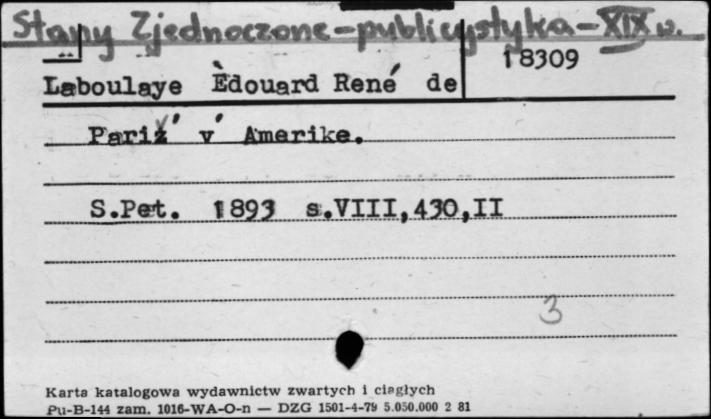 Stany Zjednoczone-publicystyka-XIX w.
18309
Laboulaye Èdouard René de
Pariž' v' Amerike.
S.Pet. 1893 s.VIII,430,II
3
Karta katalogowa wydawnictw zwartych i ciągłych
Pu-B-144 zam. 1016-WA-O-n — DZG 1501-4-79 5.050.000 2 81